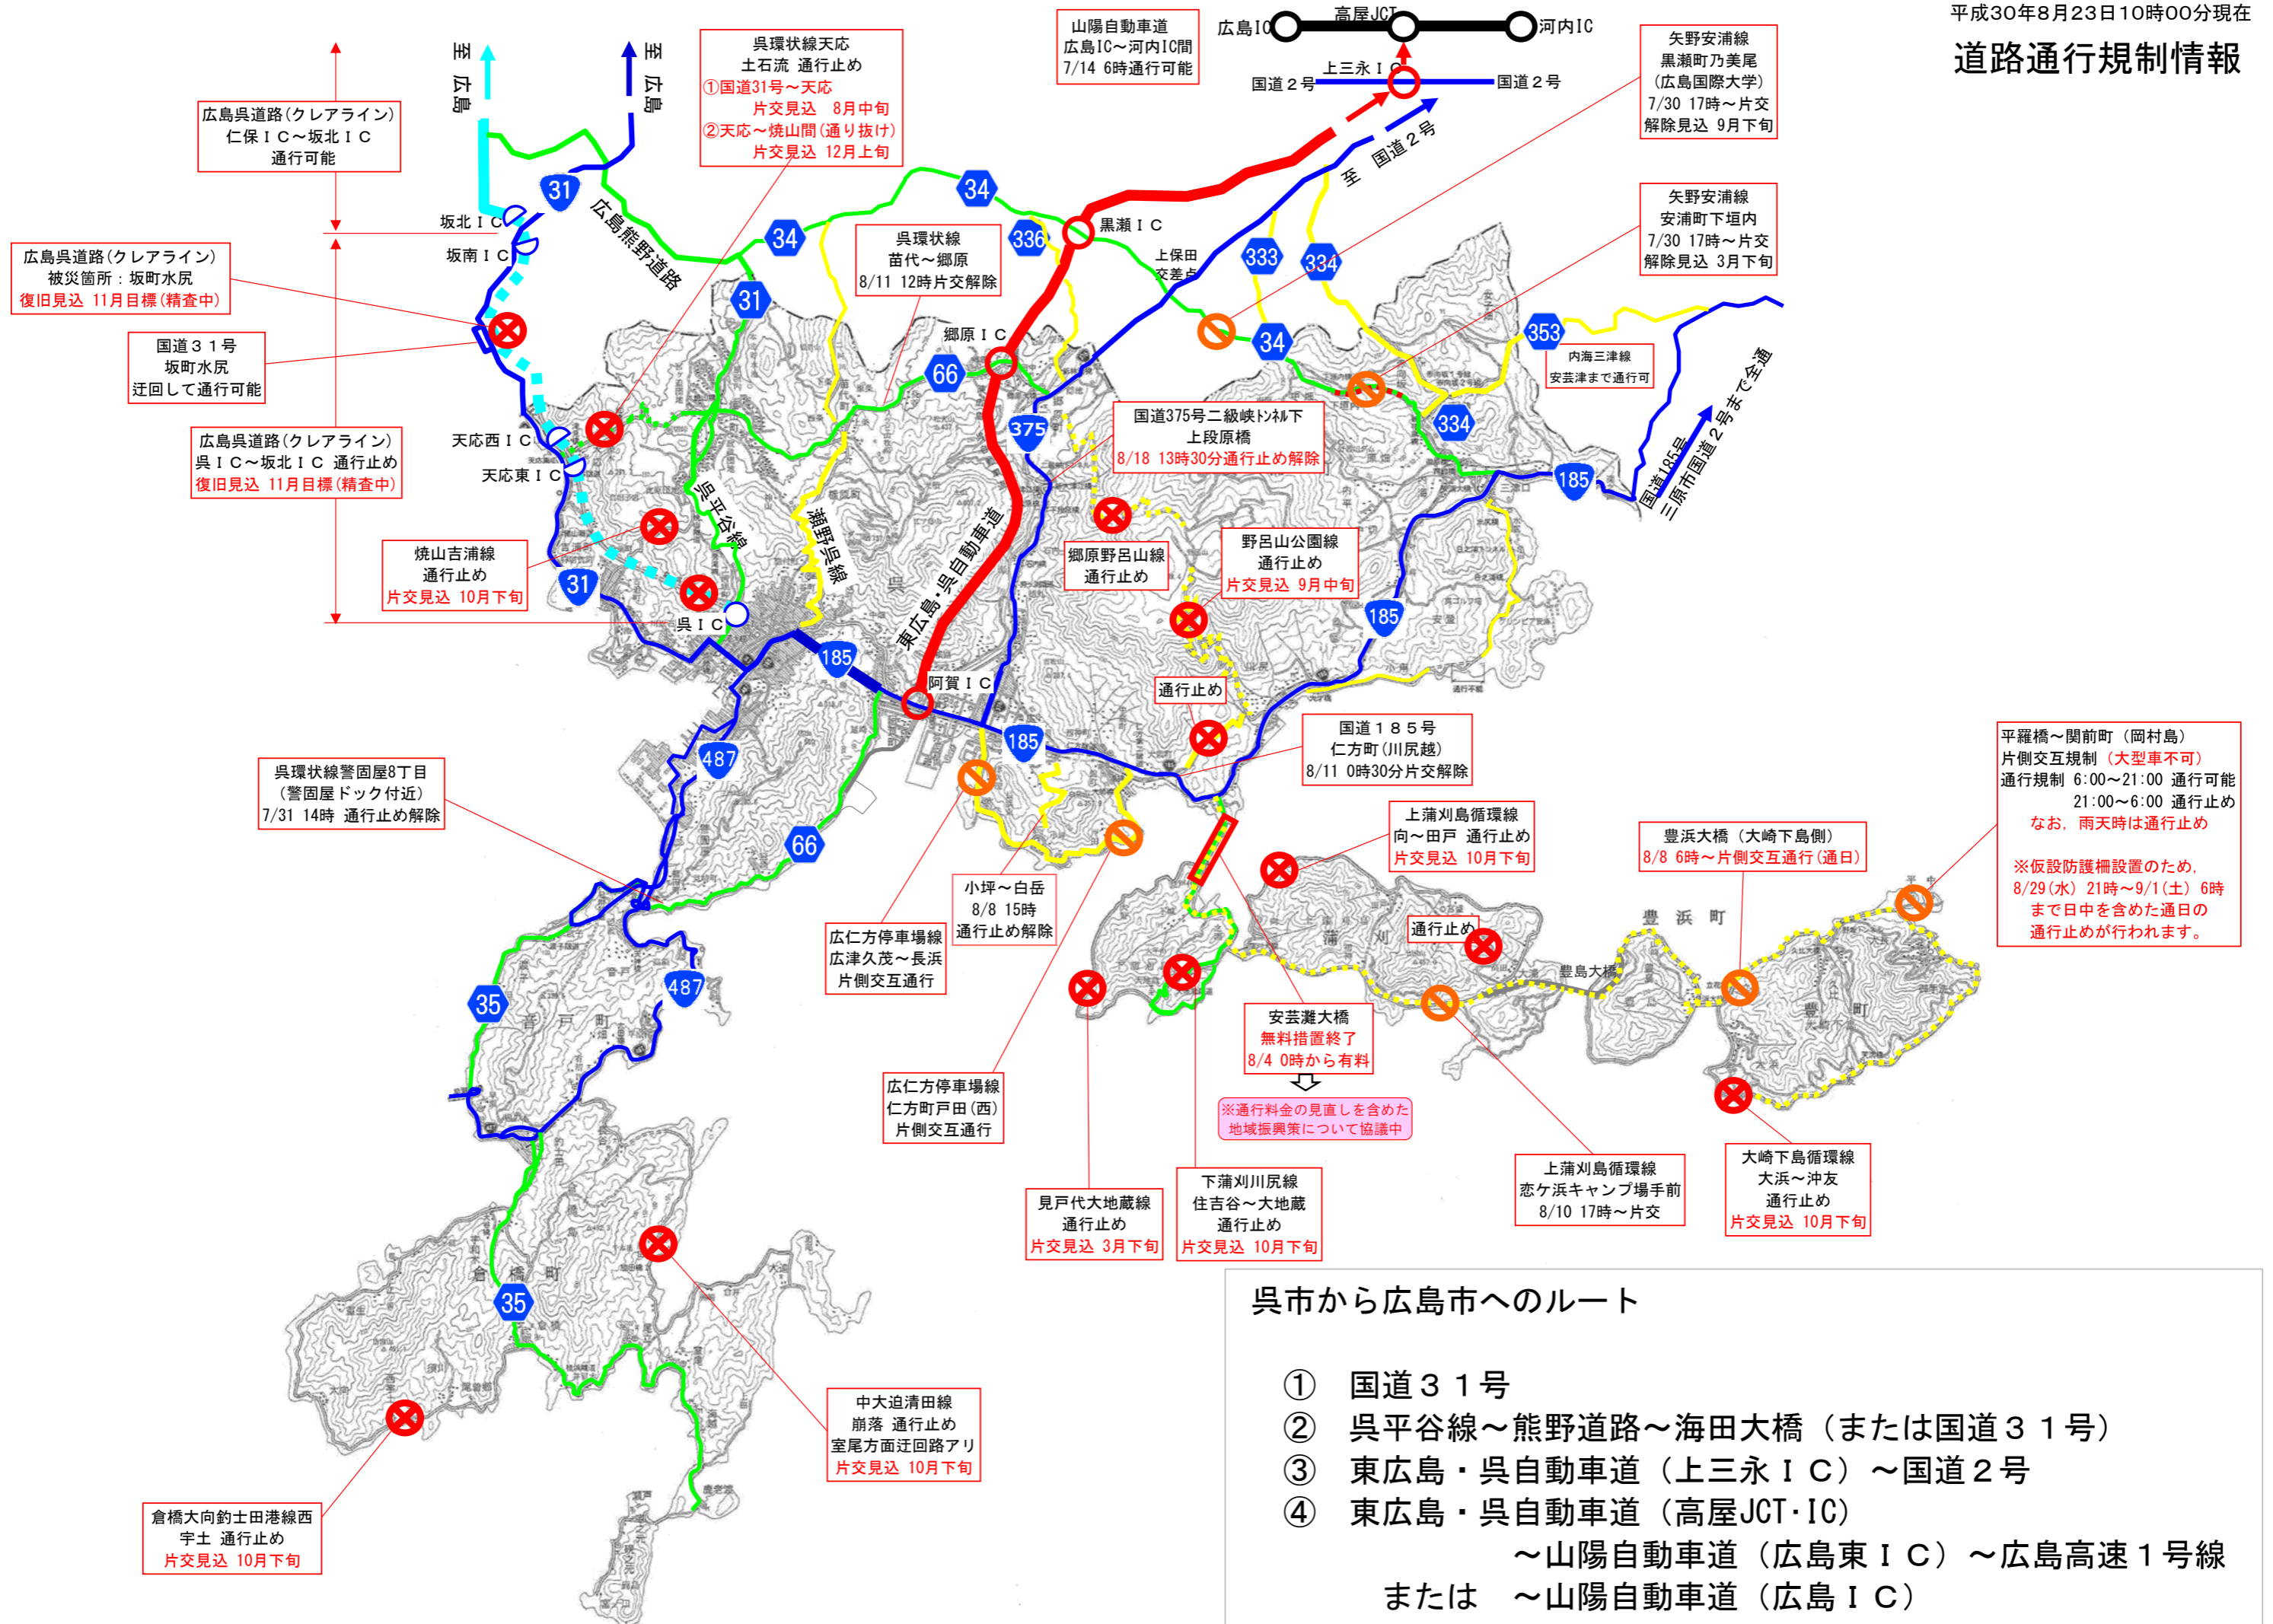 平成30年8月23日10時00分現在
道路通行規制情報
山陽自動車道
広島IC～河内IC間
7/14 6時通行可能
広島IC
高屋JCT
河内IC
上三永ＩＣ
国道２号
国道２号
至 国道２号
至 広島
至 広島
呉環状線天応
土石流 通行止め
①国道31号～天応
片交見込 8月中旬
②天応～焼山間(通り抜け)
片交見込 12月上旬
矢野安浦線
黒瀬町乃美尾
(広島国際大学)
7/30 17時～片交
解除見込 9月下旬
矢野安浦線
安浦町下垣内
7/30 17時～片交
解除見込 3月下旬
広島呉道路(クレアライン)
仁保ＩＣ～坂北ＩＣ
通行可能
31
広島熊野道路
34
34
336
黒瀬ＩＣ
上保田
交差点
333
334
坂北ＩＣ
坂南ＩＣ
広島呉道路(クレアライン)
被災箇所：坂町水尻
復旧見込 11月目標(精査中)
国道３１号
坂町水尻
迂回して通行可能
呉環状線
苗代～郷原
8/11 12時片交解除
31
郷原ＩＣ
66
34
353
内海三津線
安芸津まで通行可
334
広島呉道路(クレアライン)
呉ＩＣ～坂北ＩＣ 通行止め
復旧見込 11月目標(精査中)
天応西ＩＣ
天応東ＩＣ
375
国道375号二級峡ﾄﾝﾈﾙ下
上段原橋
8/18 13時30分通行止め解除
185
国道185号
三原市国道２号まで全通
呉平谷線
瀬野呉線
東広島・呉自動車道
焼山吉浦線
通行止め
片交見込 10月下旬
郷原野呂山線
通行止め
野呂山公園線
通行止め
片交見込 9月中旬
31
呉ＩＣ
185
185
阿賀ＩＣ
通行止め
185
国道１８５号
仁方町(川尻越)
8/11 0時30分片交解除
487
呉環状線警固屋8丁目
(警固屋ドック付近)
7/31 14時 通行止め解除
66
平羅橋～関前町（岡村島）
片側交互規制（大型車不可）
通行規制 6:00～21:00 通行可能
21:00～6:00 通行止め
なお，雨天時は通行止め
※仮設防護柵設置のため，
8/29(水) 21時～9/1(土) 6時
まで日中を含めた通日の
通行止めが行われます。
上蒲刈島循環線
向～田戸 通行止め
片交見込 10月下旬
豊浜大橋（大崎下島側）
8/8 6時～片側交互通行(通日)
小坪～白岳
8/8 15時
通行止め解除
広仁方停車場線
広津久茂～長浜
片側交互通行
通行止め
豊浜町
豊島大橋
蒲刈
豊町
35
487
音戸町
安芸灘大橋
無料措置終了
8/4 0時から有料
※通行料金の見直しを含めた
地域振興策について協議中
広仁方停車場線
仁方町戸田(西)
片側交互通行
見戸代大地蔵線
通行止め
片交見込 3月下旬
下蒲刈川尻線
住吉谷～大地蔵
通行止め
片交見込 10月下旬
上蒲刈島循環線
恋ケ浜キャンプ場手前
8/10 17時～片交
大崎下島循環線
大浜～沖友
通行止め
片交見込 10月下旬
倉橋町
35
中大迫清田線
崩落 通行止め
室尾方面迂回路アリ
片交見込 10月下旬
倉橋大向釣士田港線西
宇土 通行止め
片交見込 10月下旬
呉市から広島市へのルート
① 国道３１号
② 呉平谷線～熊野道路～海田大橋（または国道３１号）
③ 東広島・呉自動車道（上三永ＩＣ）～国道２号
④ 東広島・呉自動車道（高屋JCT･IC）
～山陽自動車道（広島東ＩＣ）～広島高速１号線
または ～山陽自動車道（広島ＩＣ）